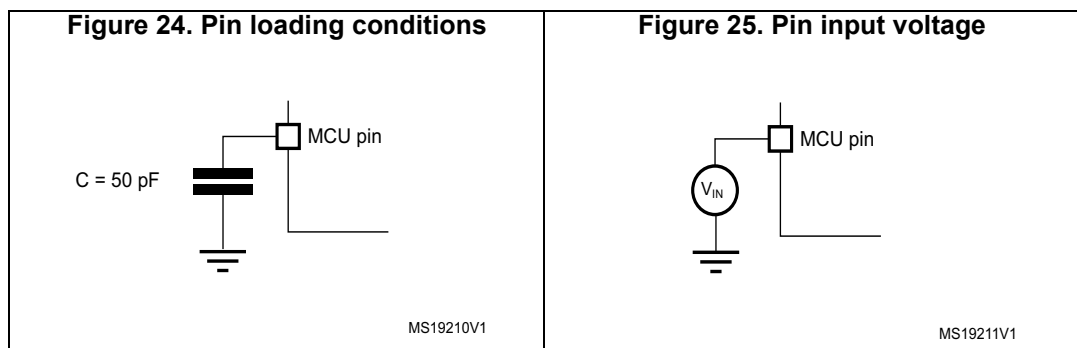 Figure 24. Pin loading conditions
MCU pin
C = 50 pF
MS19210V1
Figure 25. Pin input voltage
MCU pin
VIN
MS19211V1